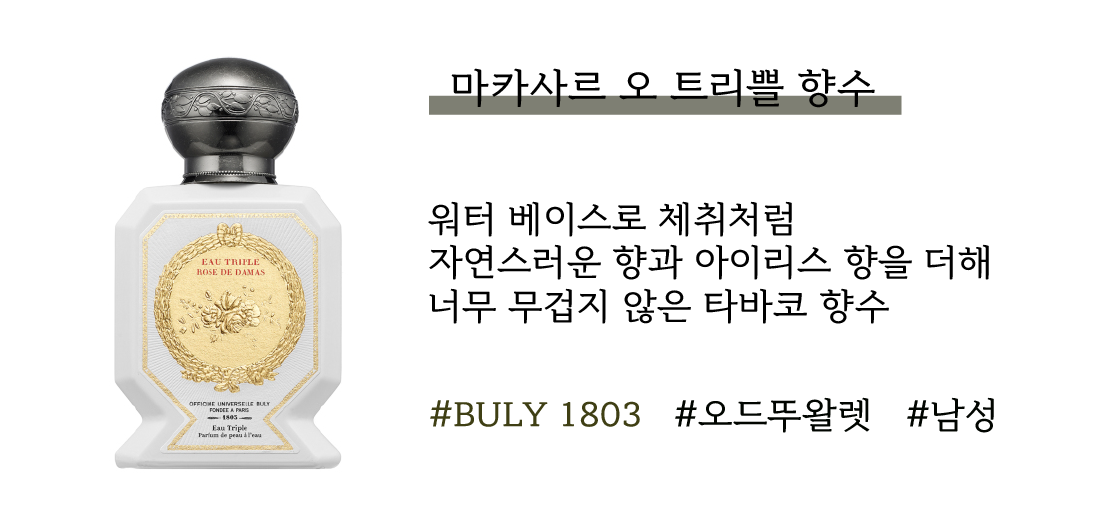 마카사르 오 트리쁠 향수
워터 베이스로 체취처럼
자연스러운 향과 아이리스 향을 더해
너무 무겁지 않은 타바코 향수
#BULY 1803 #오드뚜왈렛 #남성
EAU TRIPLE
ROSE DE DAMAS
OFFICINE UNIVERSELLE BULY
FONDÉE A PARIS
1803
Eau Triple
Parfum de peau à l'eau